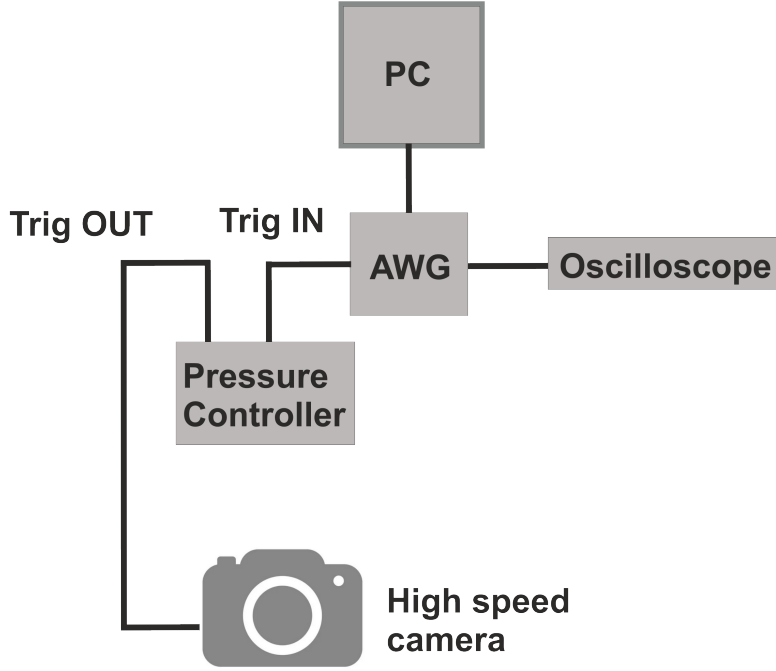 PC
Trig OUT
Trig IN
AWG
Oscilloscope
Pressure
Controller
High speed
camera